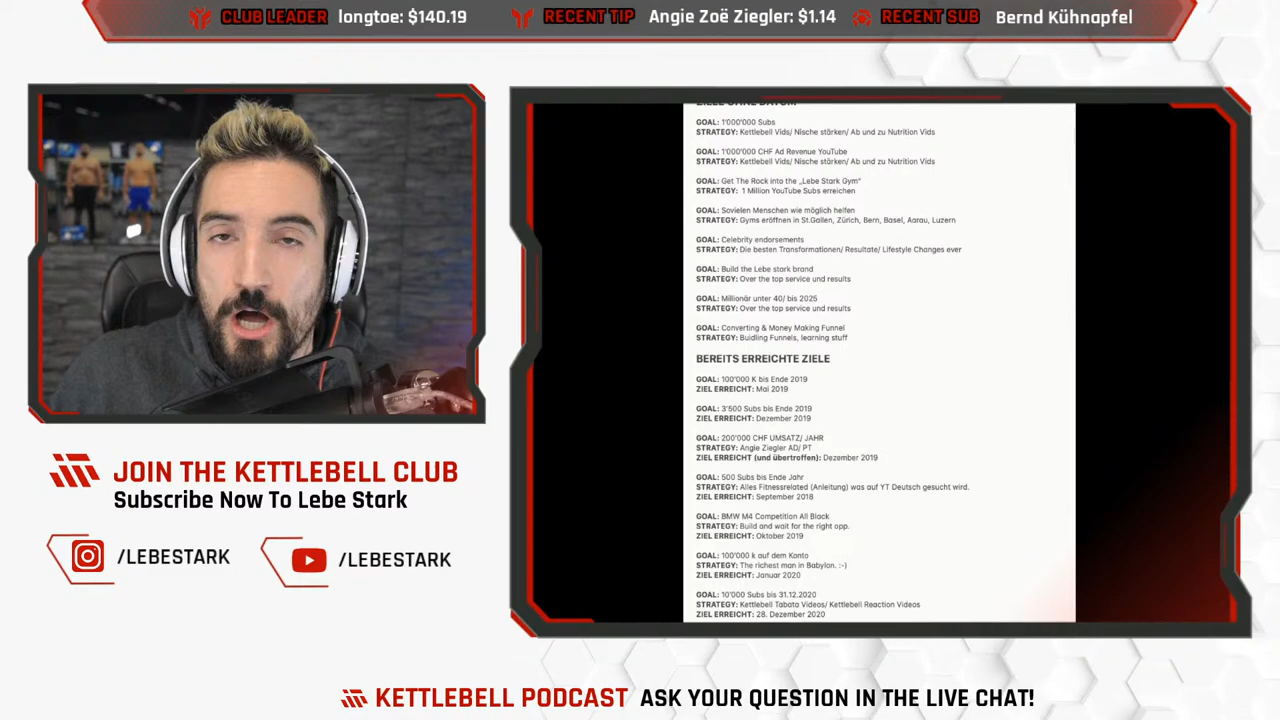 CLUB LEADER longtoe: $140.19 RECENT TIP Angie Zoë Ziegler: $1.14 RECENT SUB Bernd Kühnapfel
ZIELE OHNE DATUM
GOAL: 1'000'000 Subs
STRATEGY: Kettlebell Vids/ Nische stärken/ Ab und zu Nutrition Vids
GOAL: 1'000'000 CHF Ad Revenue YouTube
STRATEGY: Kettlebell Vids/ Nische stärken/ Ab und zu Nutrition Vids
GOAL: Get The Rock into the „Lebe Stark Gym"
STRATEGY: 1 Million YouTube Subs erreichen
GOAL: Sovielen Menschen wie möglich helfen
STRATEGY: Gyms eröffnen in St.Gallen, Zürich, Bern, Basel, Aarau, Luzern
GOAL: Celebrity endorsements
STRATEGY: Die besten Transformationen/ Resultate/ Lifestyle Changes ever
GOAL: Build the Lebe stark brand
STRATEGY: Over the top service und results
GOAL: Millionär unter 40/ bis 2025
STRATEGY: Over the top service und results
GOAL: Converting & Money Making Funnel
STRATEGY: Buidling Funnels, learning stuff
BEREITS ERREICHTE ZIELE
GOAL: 100'000 K bis Ende 2019
ZIEL ERREICHT: Mai 2019
GOAL: 3'500 Subs bis Ende 2019
ZIEL ERREICHT: Dezember 2019
GOAL: 200'000 CHF UMSATZ/ JAHR
STRATEGY: Angie Ziegler AD/ PT
ZIEL ERREICHT (und übertroffen): Dezember 2019
GOAL: 500 Subs bis Ende Jahr
STRATEGY: Alles Fitnessrelated (Anleitung) was auf YT Deutsch gesucht wird.
ZIEL ERREICHT: September 2018
GOAL: BMW M4 Competition All Black
STRATEGY: Build and wait for the right opp.
ZIEL ERREICHT: Oktober 2019
GOAL: 100'000 k auf dem Konto
STRATEGY: The richest man in Babylon. :-)
ZIEL ERREICHT: Januar 2020
GOAL: 10'000 Subs bis 31.12.2020
STRATEGY: Kettlebell Tabata Videos/ Kettlebell Reaction Videos
ZIEL ERREICHT: 28. Dezember 2020
JOIN THE KETTLEBELL CLUB
Subscribe Now To Lebe Stark
/LEBESTARK /LEBESTARK
KETTLEBELL PODCAST ASK YOUR QUESTION IN THE LIVE CHAT!